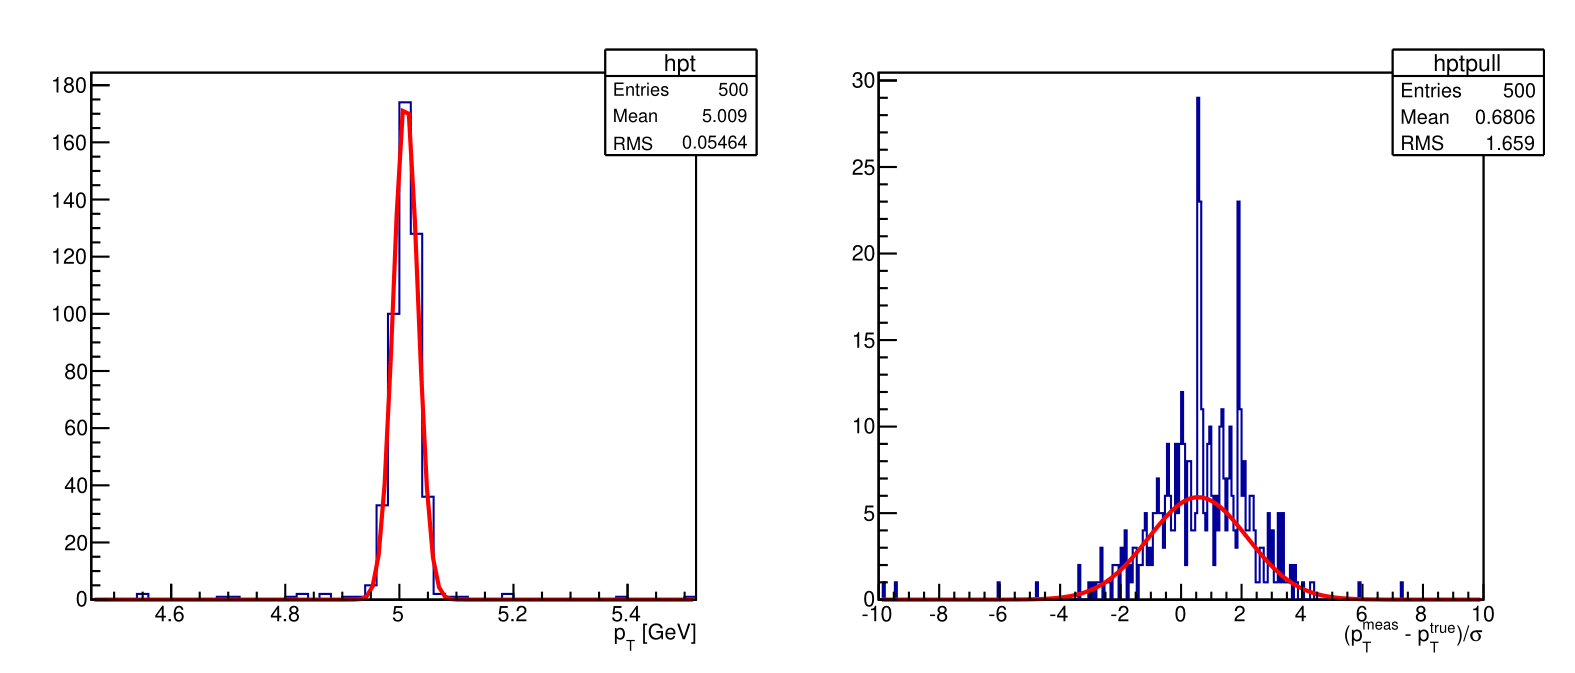 hpt
Entries 500
Mean 5.009
RMS 0.05464
180
160
140
120
100
80
60
40
20
0
4.6 4.8 5 5.2 5.4
p_T [GeV]
hptpull
Entries 500
Mean 0.6806
RMS 1.659
30
25
20
15
10
5
0
-10 -8 -6 -4 -2 0 2 4 6 8 10
(p_T^meas - p_T^true)/σ